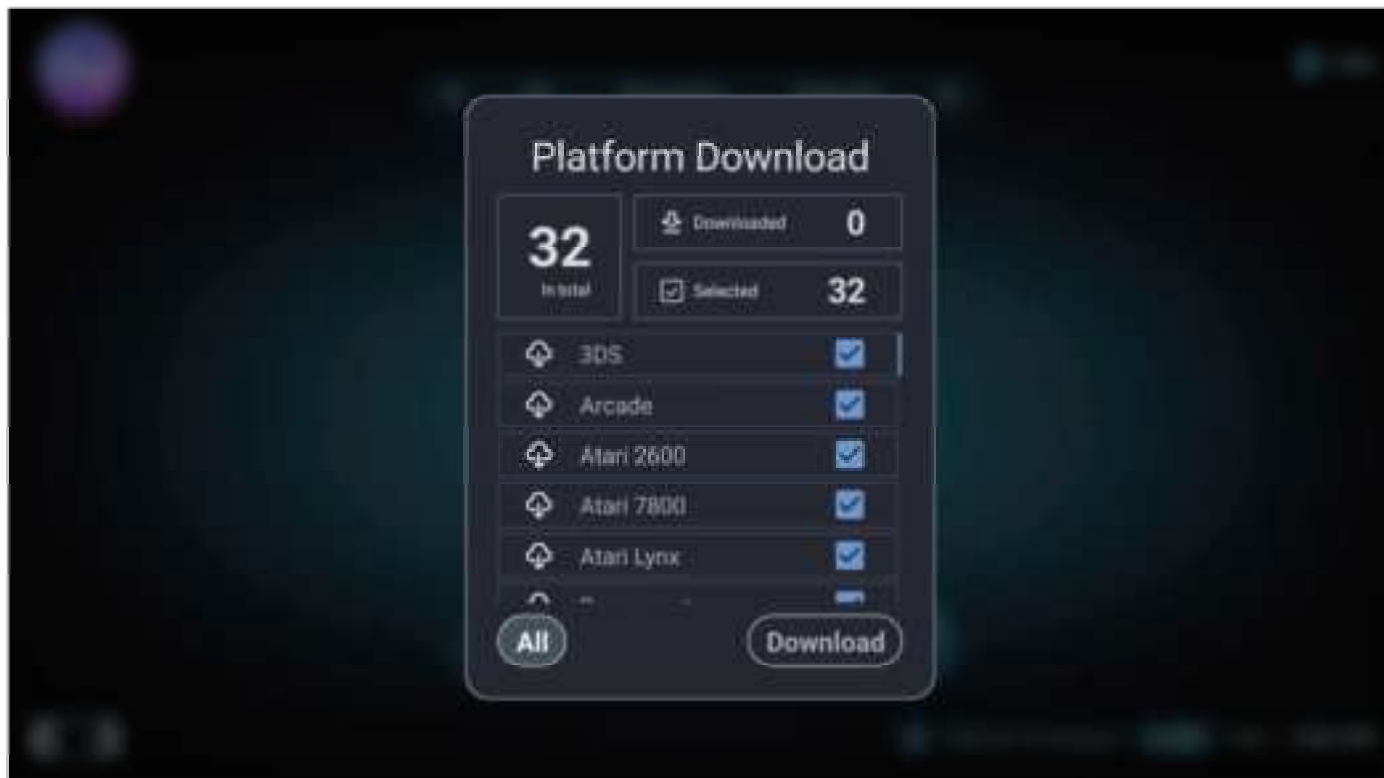 Platform Download
32
In total
Downloaded 0
Selected 32
3DS
Arcade
Atari 2600
Atari 7800
Atari Lynx
All
Download